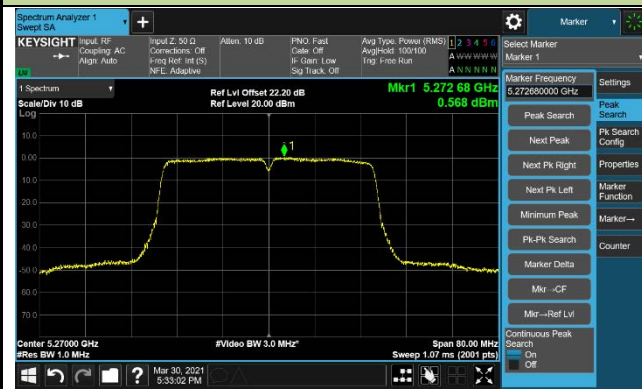 Spectrum Analyzer 1
Swept SA
KEYSIGHT
Input: RF
Coupling: AC
Align: Auto
Input Z: 50 Ω
Corrections: Off
Freq Ref: Int (S)
NFE: Adaptive
Atten: 10 dB
PNO: Fast
Gate: Off
IF Gain: Low
Sig Track: Off
Avg Type: Power (RMS)
Avg|Hold: 100/100
Trig: Free Run
1 2 3 4 5 6
A W W W W W
A N N N N N
LXI
1 Spectrum
Scale/Div 10 dB
Log
Ref Lvl Offset 22.20 dB
Ref Level 20.00 dBm
Mkr1 5.272 68 GHz
0.568 dBm
10.0
0.00
10.0
20.0
30.0
40.0
50.0
60.0
70.0
1
Center 5.27000 GHz
#Res BW 1.0 MHz
#Video BW 3.0 MHz*
Span 80.00 MHz
Sweep 1.07 ms (2001 pts)
Mar 30, 2021
5:33:02 PM
Marker
Select Marker
Marker 1
Marker Frequency
5.272680000 GHz
Peak Search
Next Peak
Next Pk Right
Next Pk Left
Minimum Peak
Pk-Pk Search
Marker Delta
Mkr→CF
Mkr→Ref Lvl
Continuous Peak
Search
On
Off
Settings
Peak
Search
Pk Search
Config
Properties
Marker
Function
Marker→
Counter